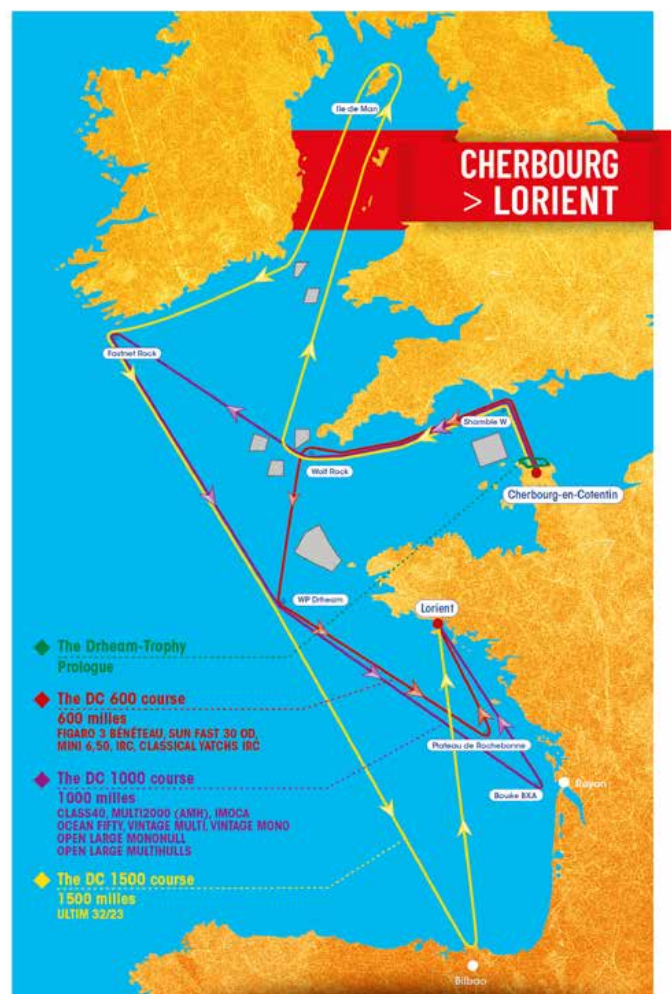 Ile de Man
CHERBOURG
> LORIENT
Fastnet Rock
Shamble W
Wolf Rock
Cherbourg-en-Cotentin
WP Drheam
Lorient
The Drheam-Trophy
Prologue
The DC 600 course
600 milles
FIGARO 3 BÉNÉTEAU, SUN FAST 30 OD,
MINI 6,50, IRC, CLASSICAL YATCHS IRC
Plateau de Rochebonne
The DC 1000 course
1000 milles
CLASS40, MULTI2000 (AMH), IMOCA
OCEAN FIFTY, VINTAGE MULTI, VINTAGE MONO
OPEN LARGE MONONULL
OPEN LARGE MULTIHULLS
Royan
Bouée BXA
The DC 1500 course
1500 milles
ULTIM 32/23
Bilbao